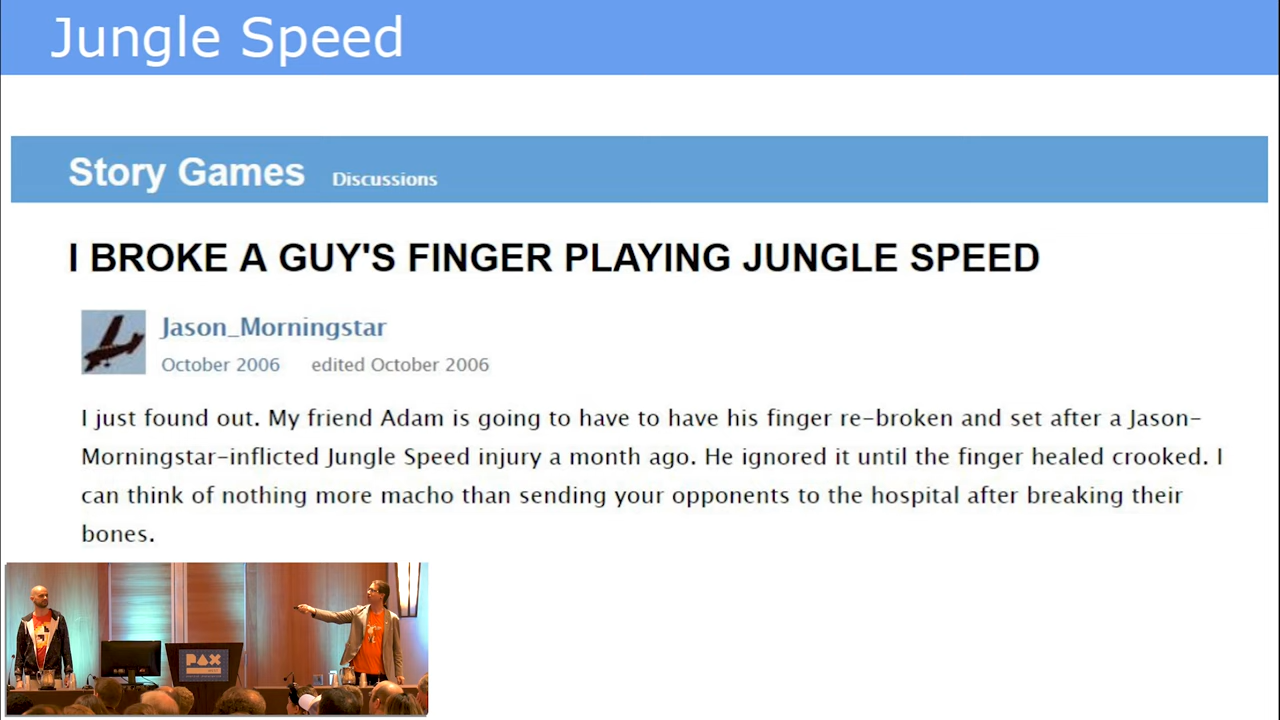 Jungle Speed
Story Games Discussions
I BROKE A GUY'S FINGER PLAYING JUNGLE SPEED
Jason_Morningstar
October 2006 edited October 2006
I just found out. My friend Adam is going to have to have his finger re-broken and set after a Jason-
Morningstar-inflicted Jungle Speed injury a month ago. He ignored it until the finger healed crooked. I
can think of nothing more macho than sending your opponents to the hospital after breaking their
bones.
PAX